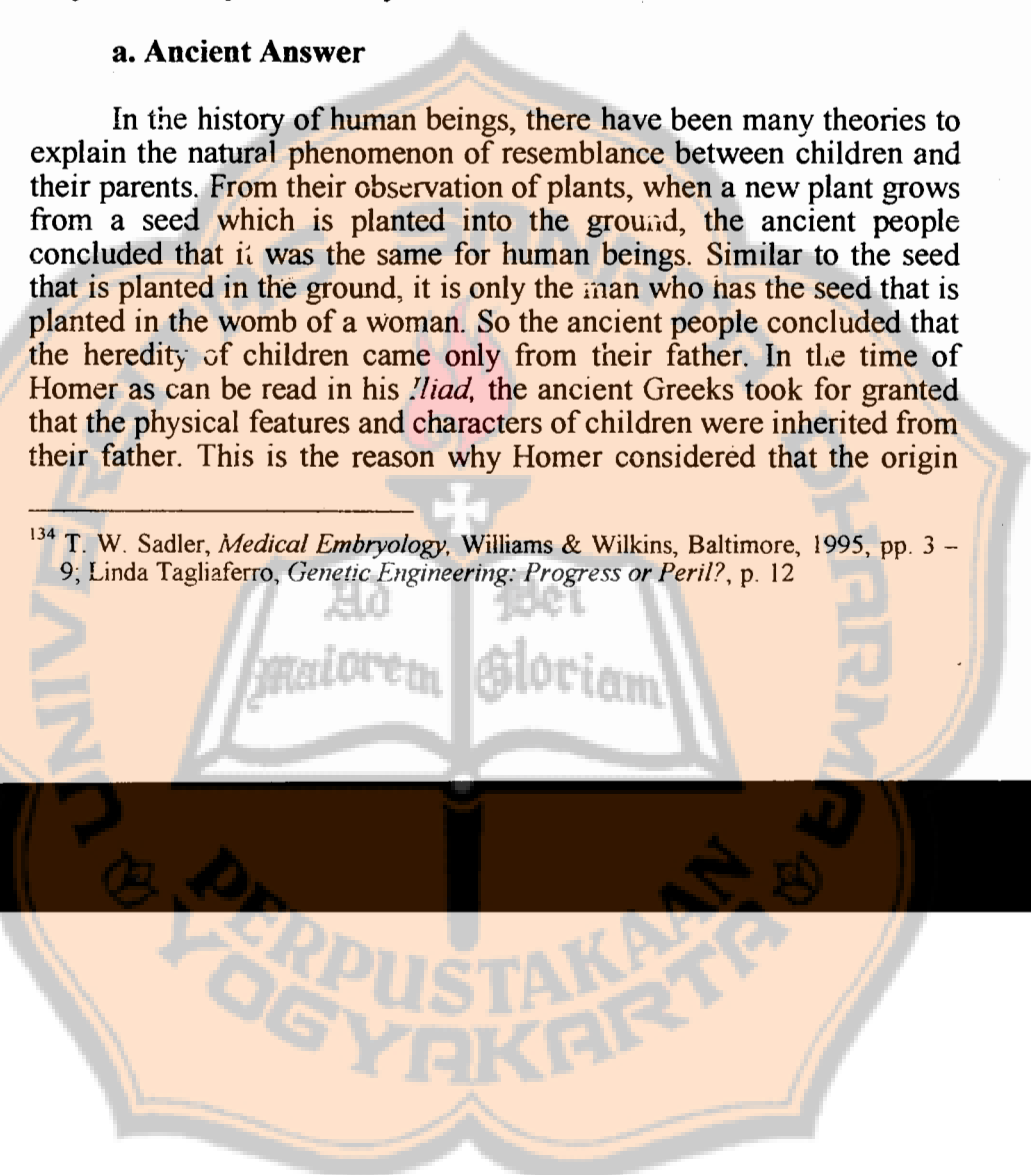 a. Ancient Answer
In the history of human beings, there have been many theories to
explain the natural phenomenon of resemblance between children and
their parents. From their observation of plants, when a new plant grows
from a seed which is planted into the ground, the ancient people
concluded that it was the same for human beings. Similar to the seed
that is planted in the ground, it is only the man who has the seed that is
planted in the womb of a woman. So the ancient people concluded that
the heredity of children came only from their father. In the time of
Homer as can be read in his Iliad, the ancient Greeks took for granted
that the physical features and characters of children were inherited from
their father. This is the reason why Homer considered that the origin
134 T. W. Sadler, Medical Embryology, Williams & Wilkins, Baltimore, 1995, pp. 3 –
9; Linda Tagliaferro, Genetic Engineering: Progress or Peril?, p. 12
Ad Dei
maiorem Gloriam
UNIVERSITAS SANATA DHARMA
PERPUSTAKAAN
YOGYAKARTA